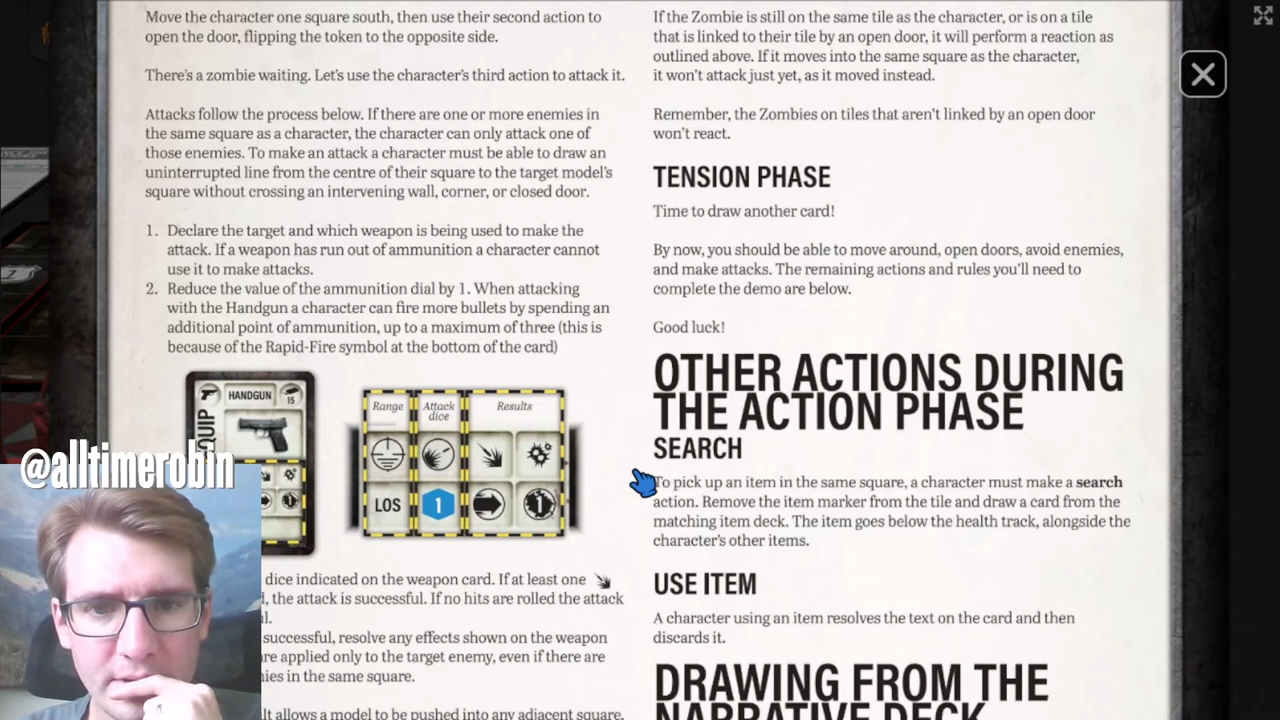 Move the character one square south, then use their second action to
open the door, flipping the token to the opposite side.
There's a zombie waiting. Let's use the character's third action to attack it.
Attacks follow the process below. If there are one or more enemies in
the same square as a character, the character can only attack one of
those enemies. To make an attack a character must be able to draw an
uninterrupted line from the centre of their square to the target model's
square without crossing an intervening wall, corner, or closed door.
1. Declare the target and which weapon is being used to make the
attack. If a weapon has run out of ammunition a character cannot
use it to make attacks.
2. Reduce the value of the ammunition dial by 1. When attacking
with the Handgun a character can fire more bullets by spending an
additional point of ammunition, up to a maximum of three (this is
because of the Rapid-Fire symbol at the bottom of the card)
HANDGUN
15
Range
Attack
dice
Results
LOS
1
1
@alltimerobin
dice indicated on the weapon card. If at least one
, the attack is successful. If no hits are rolled the attack
successful, resolve any effects shown on the weapon
are applied only to the target enemy, even if there are
in the same square.
allows a model to be pushed into any adjacent square,
If the Zombie is still on the same tile as the character, or is on a tile
that is linked to their tile by an open door, it will perform a reaction as
outlined above. If it moves into the same square as the character,
it won't attack just yet, as it moved instead.
Remember, the Zombies on tiles that aren't linked by an open door
won't react.
TENSION PHASE
Time to draw another card!
By now, you should be able to move around, open doors, avoid enemies,
and make attacks. The remaining actions and rules you'll need to
complete the demo are below.
Good luck!
OTHER ACTIONS DURING
THE ACTION PHASE
SEARCH
To pick up an item in the same square, a character must make a search
action. Remove the item marker from the tile and draw a card from the
matching item deck. The item goes below the health track, alongside the
character's other items.
USE ITEM
A character using an item resolves the text on the card and then
discards it.
DRAWING FROM THE
NARRATIVE DECK